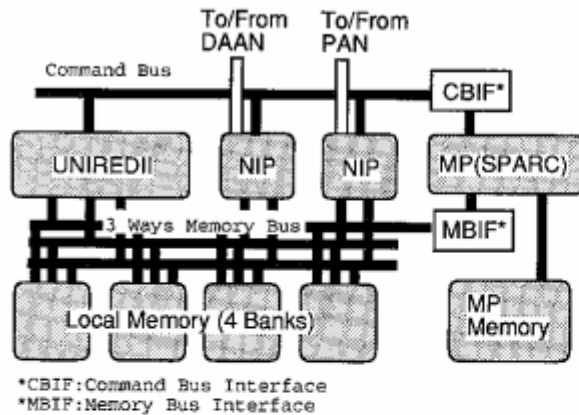 To/From To/From
DAAN PAN
Command Bus
CBIF*
UNIREDII NIP NIP MP(SPARC)
3 Ways Memory Bus
MBIF*
Local Memory (4 Banks)
MP
Memory
*CBIF:Command Bus Interface
*MBIF:Memory Bus Interface